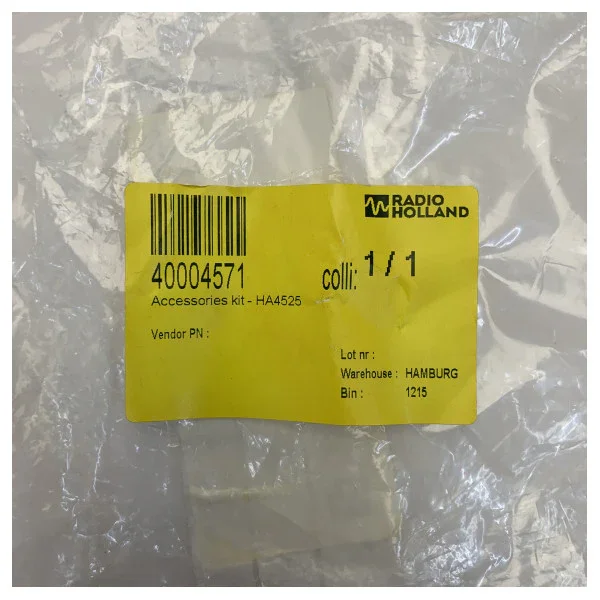 RADIO
HOLLAND
40004571
colli: 1 / 1
Accessories kit - HA4525
Vendor PN :
Lot nr :
Warehouse : HAMBURG
Bin : 1215